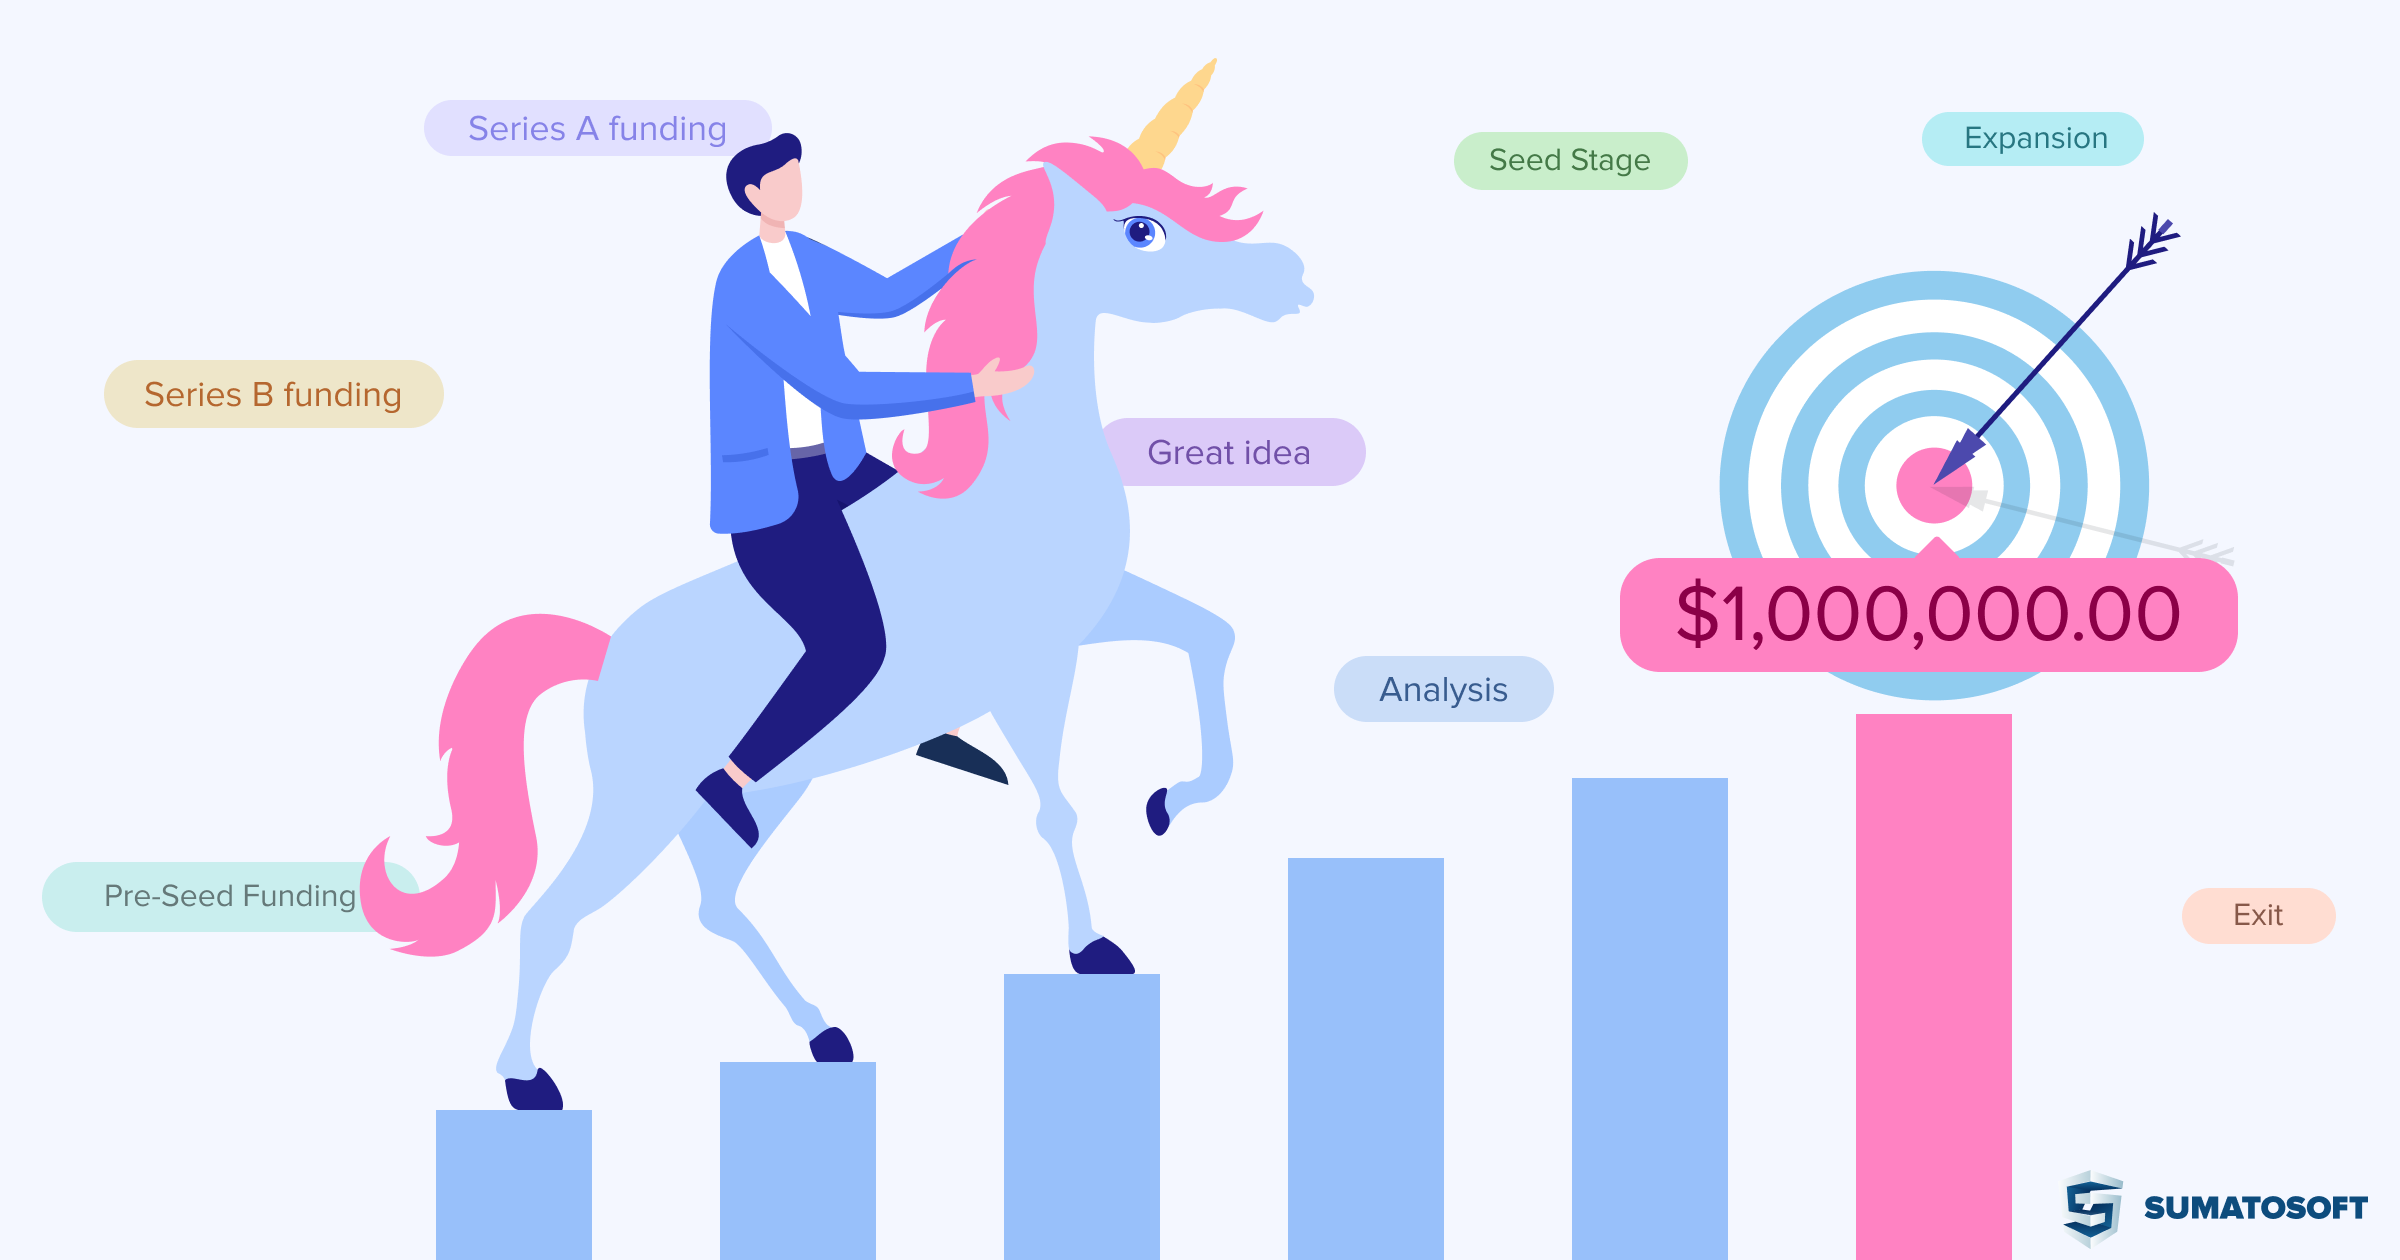 Series A funding
Seed Stage
Expansion
Series B funding
Great idea
$1,000,000.00
Analysis
Pre-Seed Funding
Exit
SUMATOSOFT